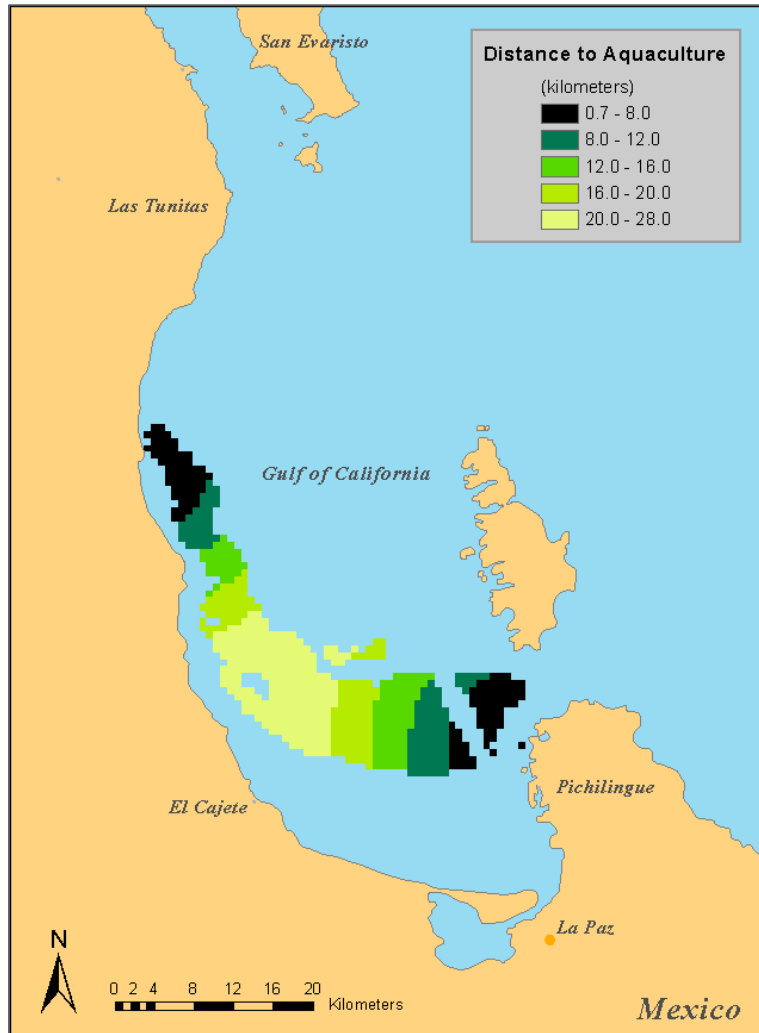 San Evaristo
Distance to Aquaculture
(kilometers)
0.7 - 8.0
8.0 - 12.0
12.0 - 16.0
16.0 - 20.0
20.0 - 28.0
Las Tunitas
Gulf of California
Pichilingue
El Cajete
La Paz
N
0 2 4 8 12 16 20
Kilometers
Mexico